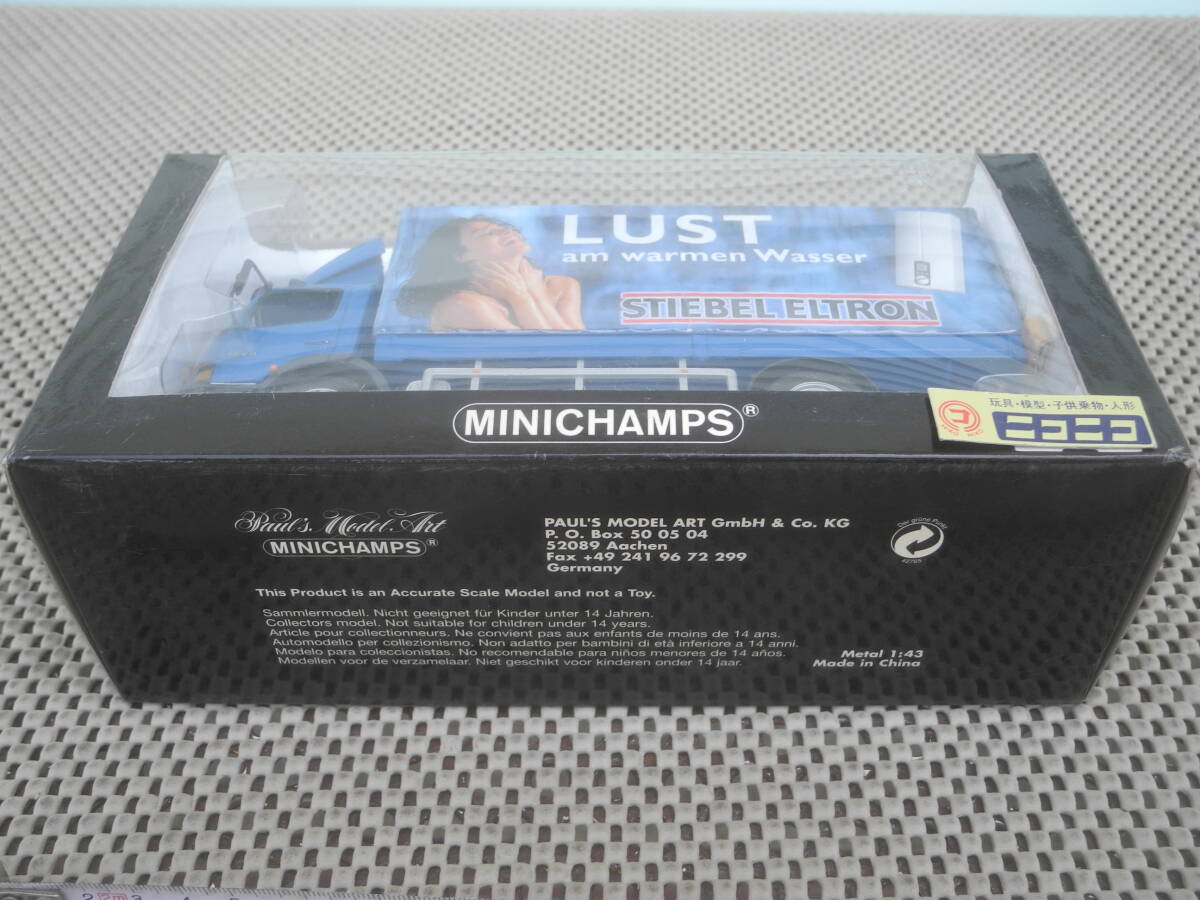 LUST
am warmen Wasser
STIEBEL ELTRON
MINICHAMPS®
玩具・模型・子供乗物・人形
コ
ニコニコ
Paul's Model Art
MINICHAMPS®
PAUL'S MODEL ART GmbH & Co. KG
P. O. Box 50 05 04
52089 Aachen
Fax +49 241 96 72 299
Germany
Der grüne Punkt
This Product is an Accurate Scale Model and not a Toy.
Sammlermodell. Nicht geeignet für Kinder unter 14 Jahren.
Collectors model. Not suitable for children under 14 years.
Article pour collectionneurs. Ne convient pas aux enfants de moins de 14 ans.
Automodello per collezionismo. Non adatto per bambini di età inferiore a 14 anni.
Modelo para coleccionistas. No recomendable para niños menores de 14 años.
Modellen voor de verzamelaar. Niet geschikt voor kinderen onder 14 jaar.
Metal 1:43
Made in China